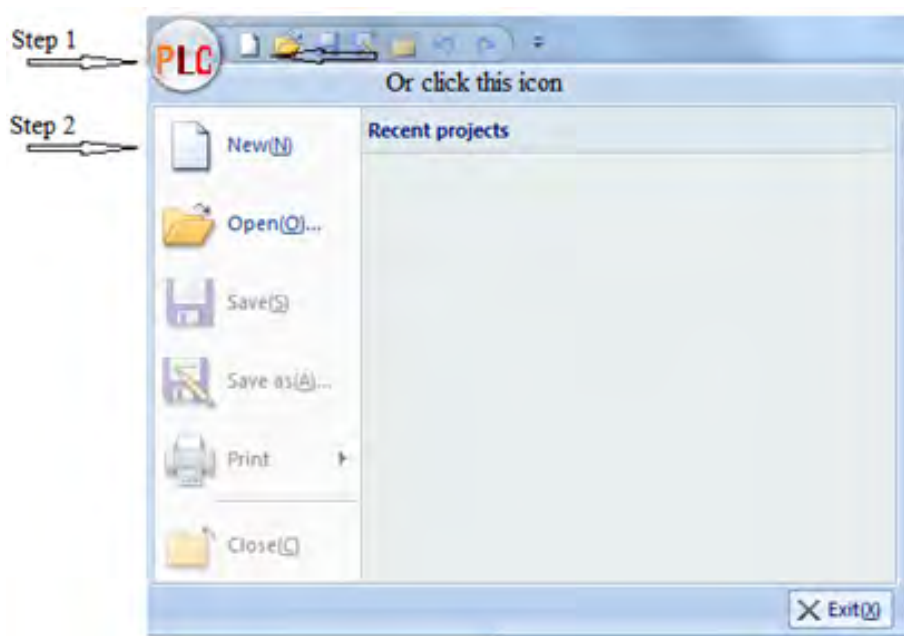 Step 1
PLC
Or click this icon
Step 2
New(N)
Recent projects
Open(O)...
Save(S)
Save as(A)...
Print
Close(C)
Exit(X)